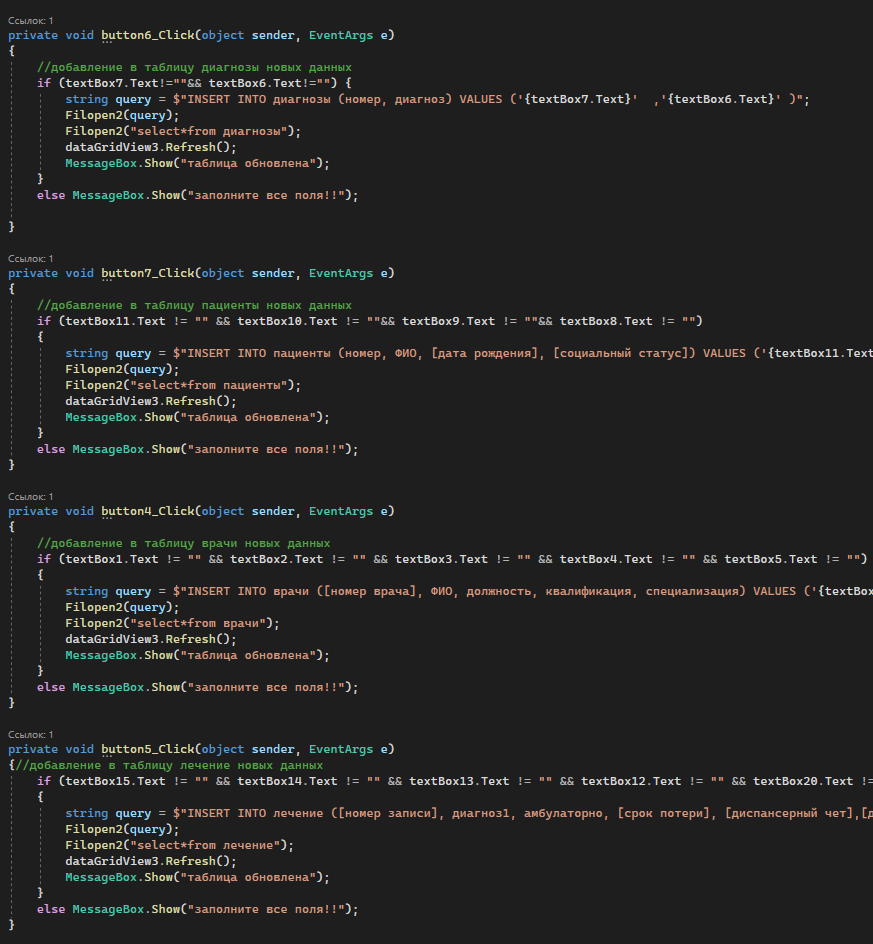 Ссылок: 1
private void button6_Click(object sender, EventArgs e)
{
//добавление в таблицу диагнозы новых данных
if (textBox7.Text!=""&& textBox6.Text!="") {
string query = $"INSERT INTO диагнозы (номер, диагноз) VALUES ('{textBox7.Text}'  ,'{textBox6.Text}' )";
Filopen2(query);
Filopen2("select*from диагнозы");
dataGridView3.Refresh();
MessageBox.Show("таблица обновлена");
}
else MessageBox.Show("заполните все поля!!");
}
Ссылок: 1
private void button7_Click(object sender, EventArgs e)
{
//добавление в таблицу пациенты новых данных
if (textBox11.Text != "" && textBox10.Text != ""&& textBox9.Text != ""&& textBox8.Text != "")
{
string query = $"INSERT INTO пациенты (номер, ФИО, [дата рождения], [социальный статус]) VALUES ('{textBox11.Text
Filopen2(query);
Filopen2("select*from пациенты");
dataGridView3.Refresh();
MessageBox.Show("таблица обновлена");
}
else MessageBox.Show("заполните все поля!!");
}
Ссылок: 1
private void button4_Click(object sender, EventArgs e)
{
//добавление в таблицу врачи новых данных
if (textBox1.Text != "" && textBox2.Text != "" && textBox3.Text != "" && textBox4.Text != "" && textBox5.Text != "")
{
string query = $"INSERT INTO врачи ([номер врача], ФИО, должность, квалификация, специализация) VALUES ('{textBox
Filopen2(query);
Filopen2("select*from врачи");
dataGridView3.Refresh();
MessageBox.Show("таблица обновлена");
}
else MessageBox.Show("заполните все поля!!");
}
Ссылок: 1
private void button5_Click(object sender, EventArgs e)
{//добавление в таблицу лечение новых данных
if (textBox15.Text != "" && textBox14.Text != "" && textBox13.Text != "" && textBox12.Text != "" && textBox20.Text !=
{
string query = $"INSERT INTO лечение ([номер записи], диагноз1, амбулаторно, [срок потери], [диспансерный чет],[д
Filopen2(query);
Filopen2("select*from лечение");
dataGridView3.Refresh();
MessageBox.Show("таблица обновлена");
}
else MessageBox.Show("заполните все поля!!");
}